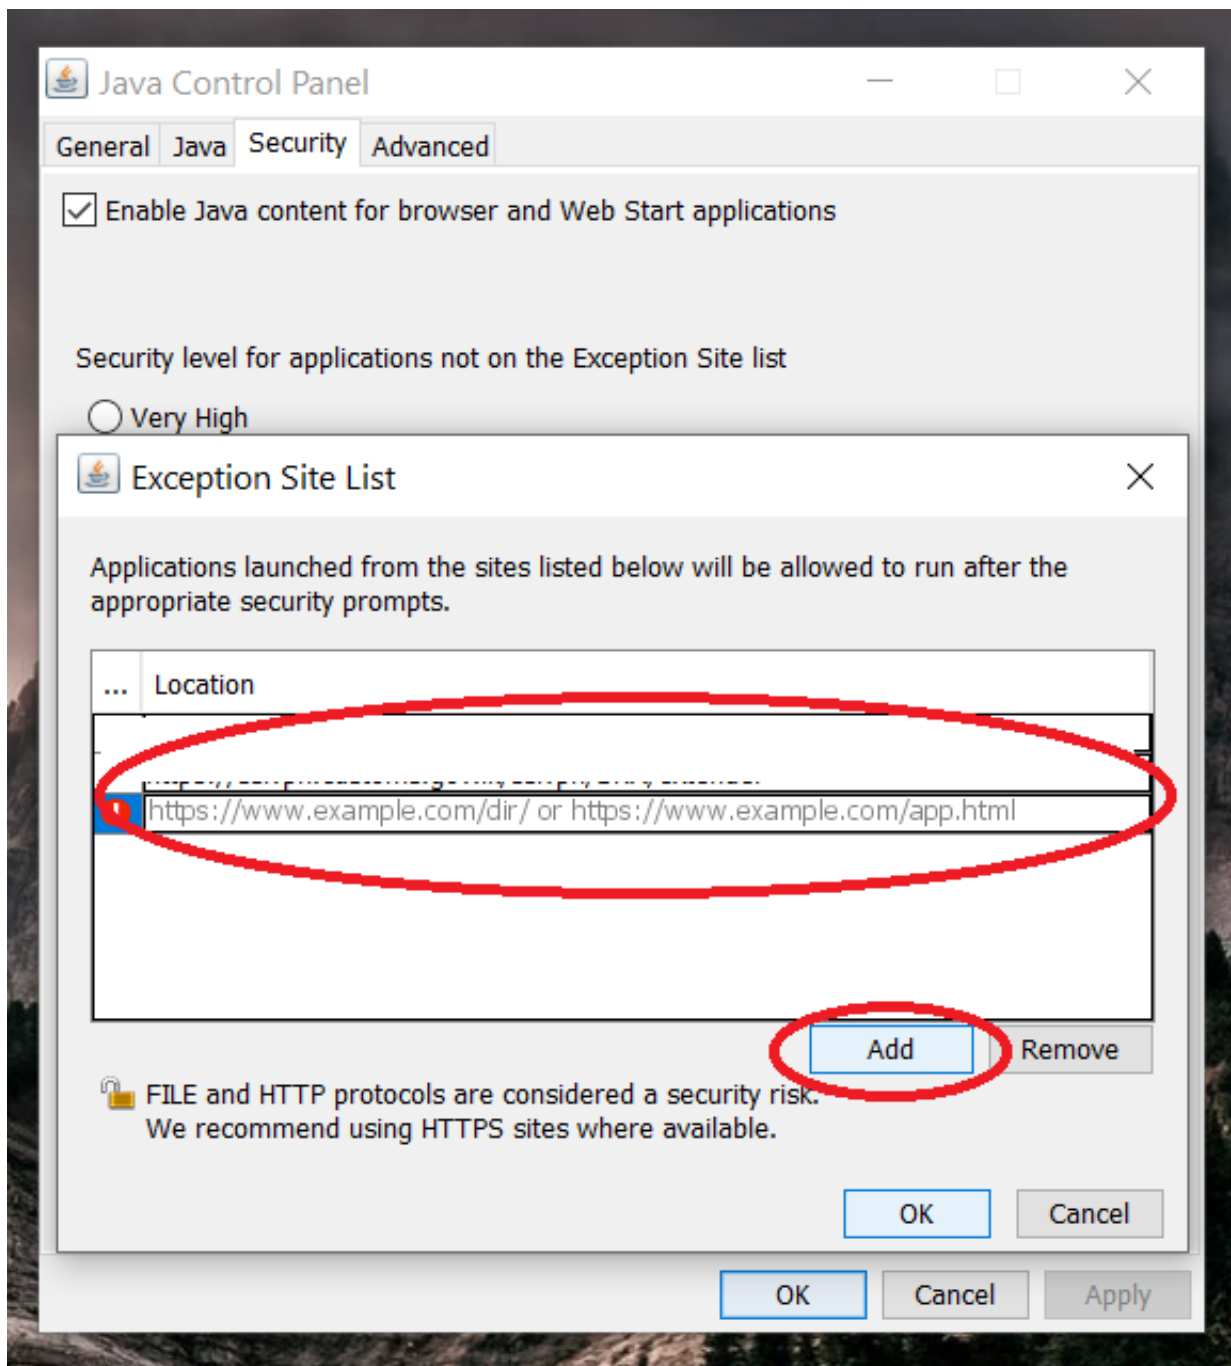 Java Control Panel
General Java Security Advanced
Enable Java content for browser and Web Start applications
Security level for applications not on the Exception Site list
Very High
Exception Site List
Applications launched from the sites listed below will be allowed to run after the
appropriate security prompts.
... Location
https://www.example.com/dir/ or https://www.example.com/app.html
Add Remove
FILE and HTTP protocols are considered a security risk.
We recommend using HTTPS sites where available.
OK Cancel
OK Cancel Apply